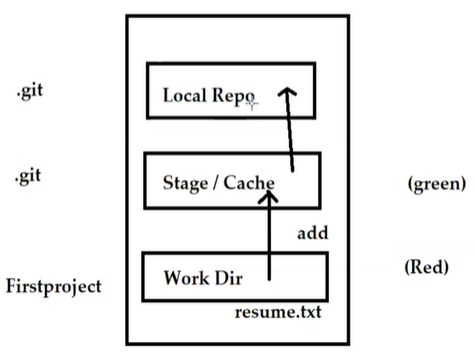 .git
Local Repo
.git
Stage / Cache
(green)
add
(Red)
Firstproject
Work Dir
resume.txt